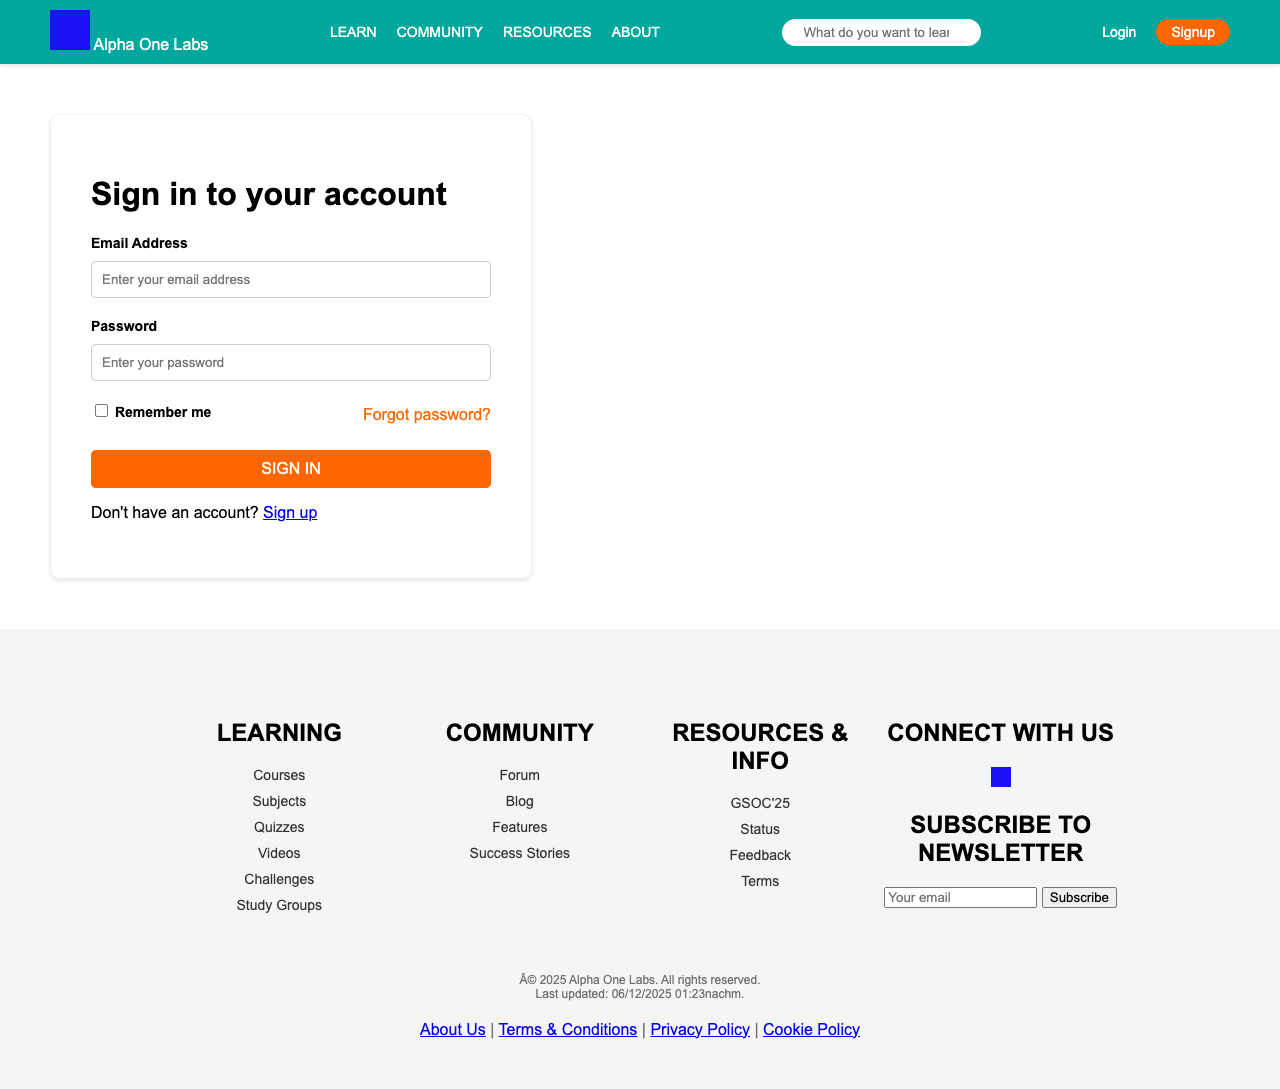 Alpha One Labs
LEARN COMMUNITY RESOURCES ABOUT
What do you want to lear
Login Signup
Sign in to your account
Email Address
Enter your email address
Password
Enter your password
Remember me Forgot password?
SIGN IN
Don't have an account? Sign up
LEARNING
Courses
Subjects
Quizzes
Videos
Challenges
Study Groups
COMMUNITY
Forum
Blog
Features
Success Stories
RESOURCES &
INFO
GSOC'25
Status
Feedback
Terms
CONNECT WITH US
SUBSCRIBE TO
NEWSLETTER
Your email Subscribe
Â© 2025 Alpha One Labs. All rights reserved.
Last updated: 06/12/2025 01:23nachm.
About Us | Terms & Conditions | Privacy Policy | Cookie Policy